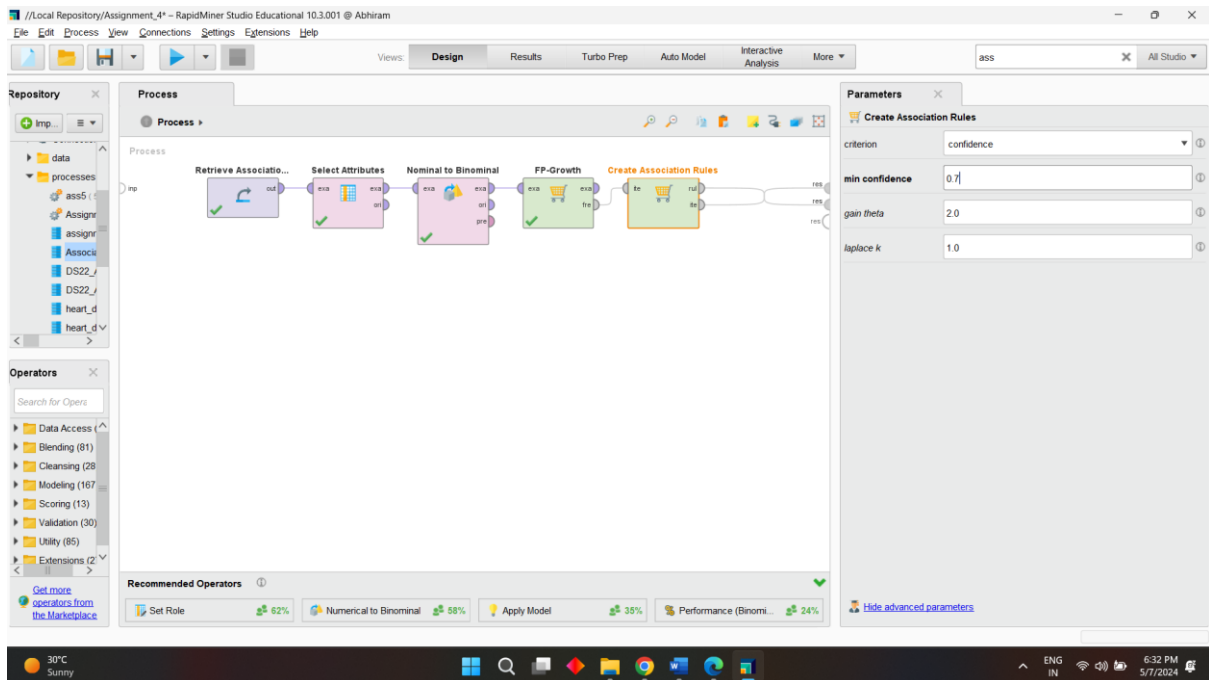 //Local Repository/Assignment_4* – RapidMiner Studio Educational 10.3.001 @ Abhiram
File Edit Process View Connections Settings Extensions Help
Views: Design Results Turbo Prep Auto Model Interactive Analysis More
ass
All Studio
Repository
Imp...
data
processes
ass5
Assignr
assignr
Associa
DS22_A
DS22_A
heart_d
heart_d
Operators
Search for Opera
Data Access (
Blending (81)
Cleansing (28
Modeling (167
Scoring (13)
Validation (30)
Utility (85)
Extensions (2
Get more
operators from
the Marketplace
Process
Process
Process
inp
Retrieve Associatio...
out
Select Attributes
exa exa
ori
Nominal to Binominal
exa exa
ori
pre
FP-Growth
exa exa
fre
Create Association Rules
ite rul
ite
res
res
res
Recommended Operators
Set Role 62%
Numerical to Binominal 58%
Apply Model 35%
Performance (Binomi... 24%
Parameters
Create Association Rules
criterion confidence
min confidence 0.7
gain theta 2.0
laplace k 1.0
Hide advanced parameters
30°C
Sunny
ENG
IN
6:32 PM
5/7/2024